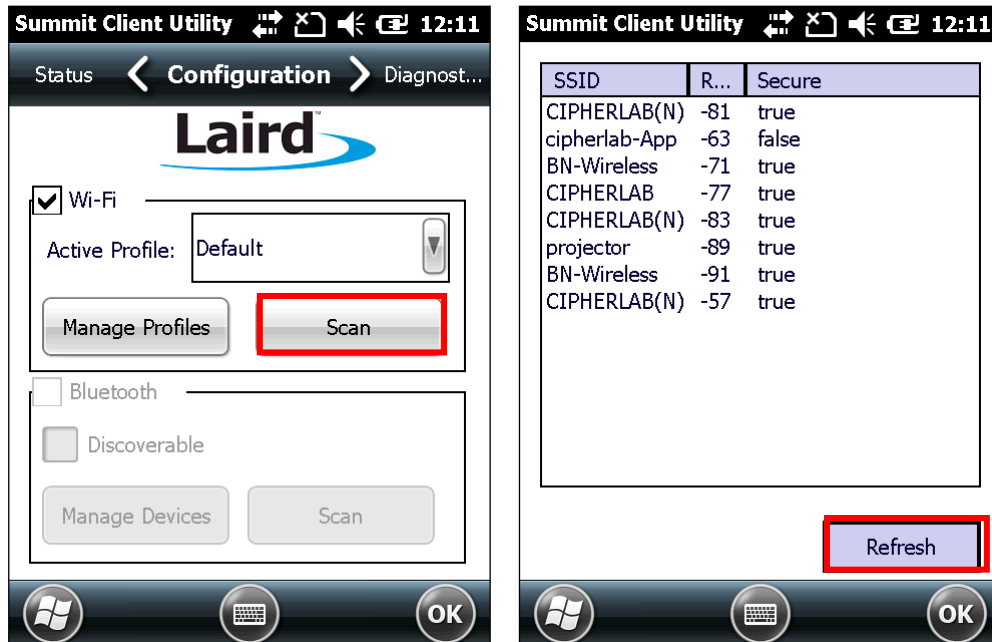 Summit Client Utility 12:11
Status Configuration Diagnost...
Laird™
Wi-Fi
Active Profile: Default
Manage Profiles Scan
Bluetooth
Discoverable
Manage Devices Scan
OK
Summit Client Utility 12:11
SSID R... Secure
CIPHERLAB(N) -81 true
cipherlab-App -63 false
BN-Wireless -71 true
CIPHERLAB -77 true
CIPHERLAB(N) -83 true
projector -89 true
BN-Wireless -91 true
CIPHERLAB(N) -57 true
Refresh
OK